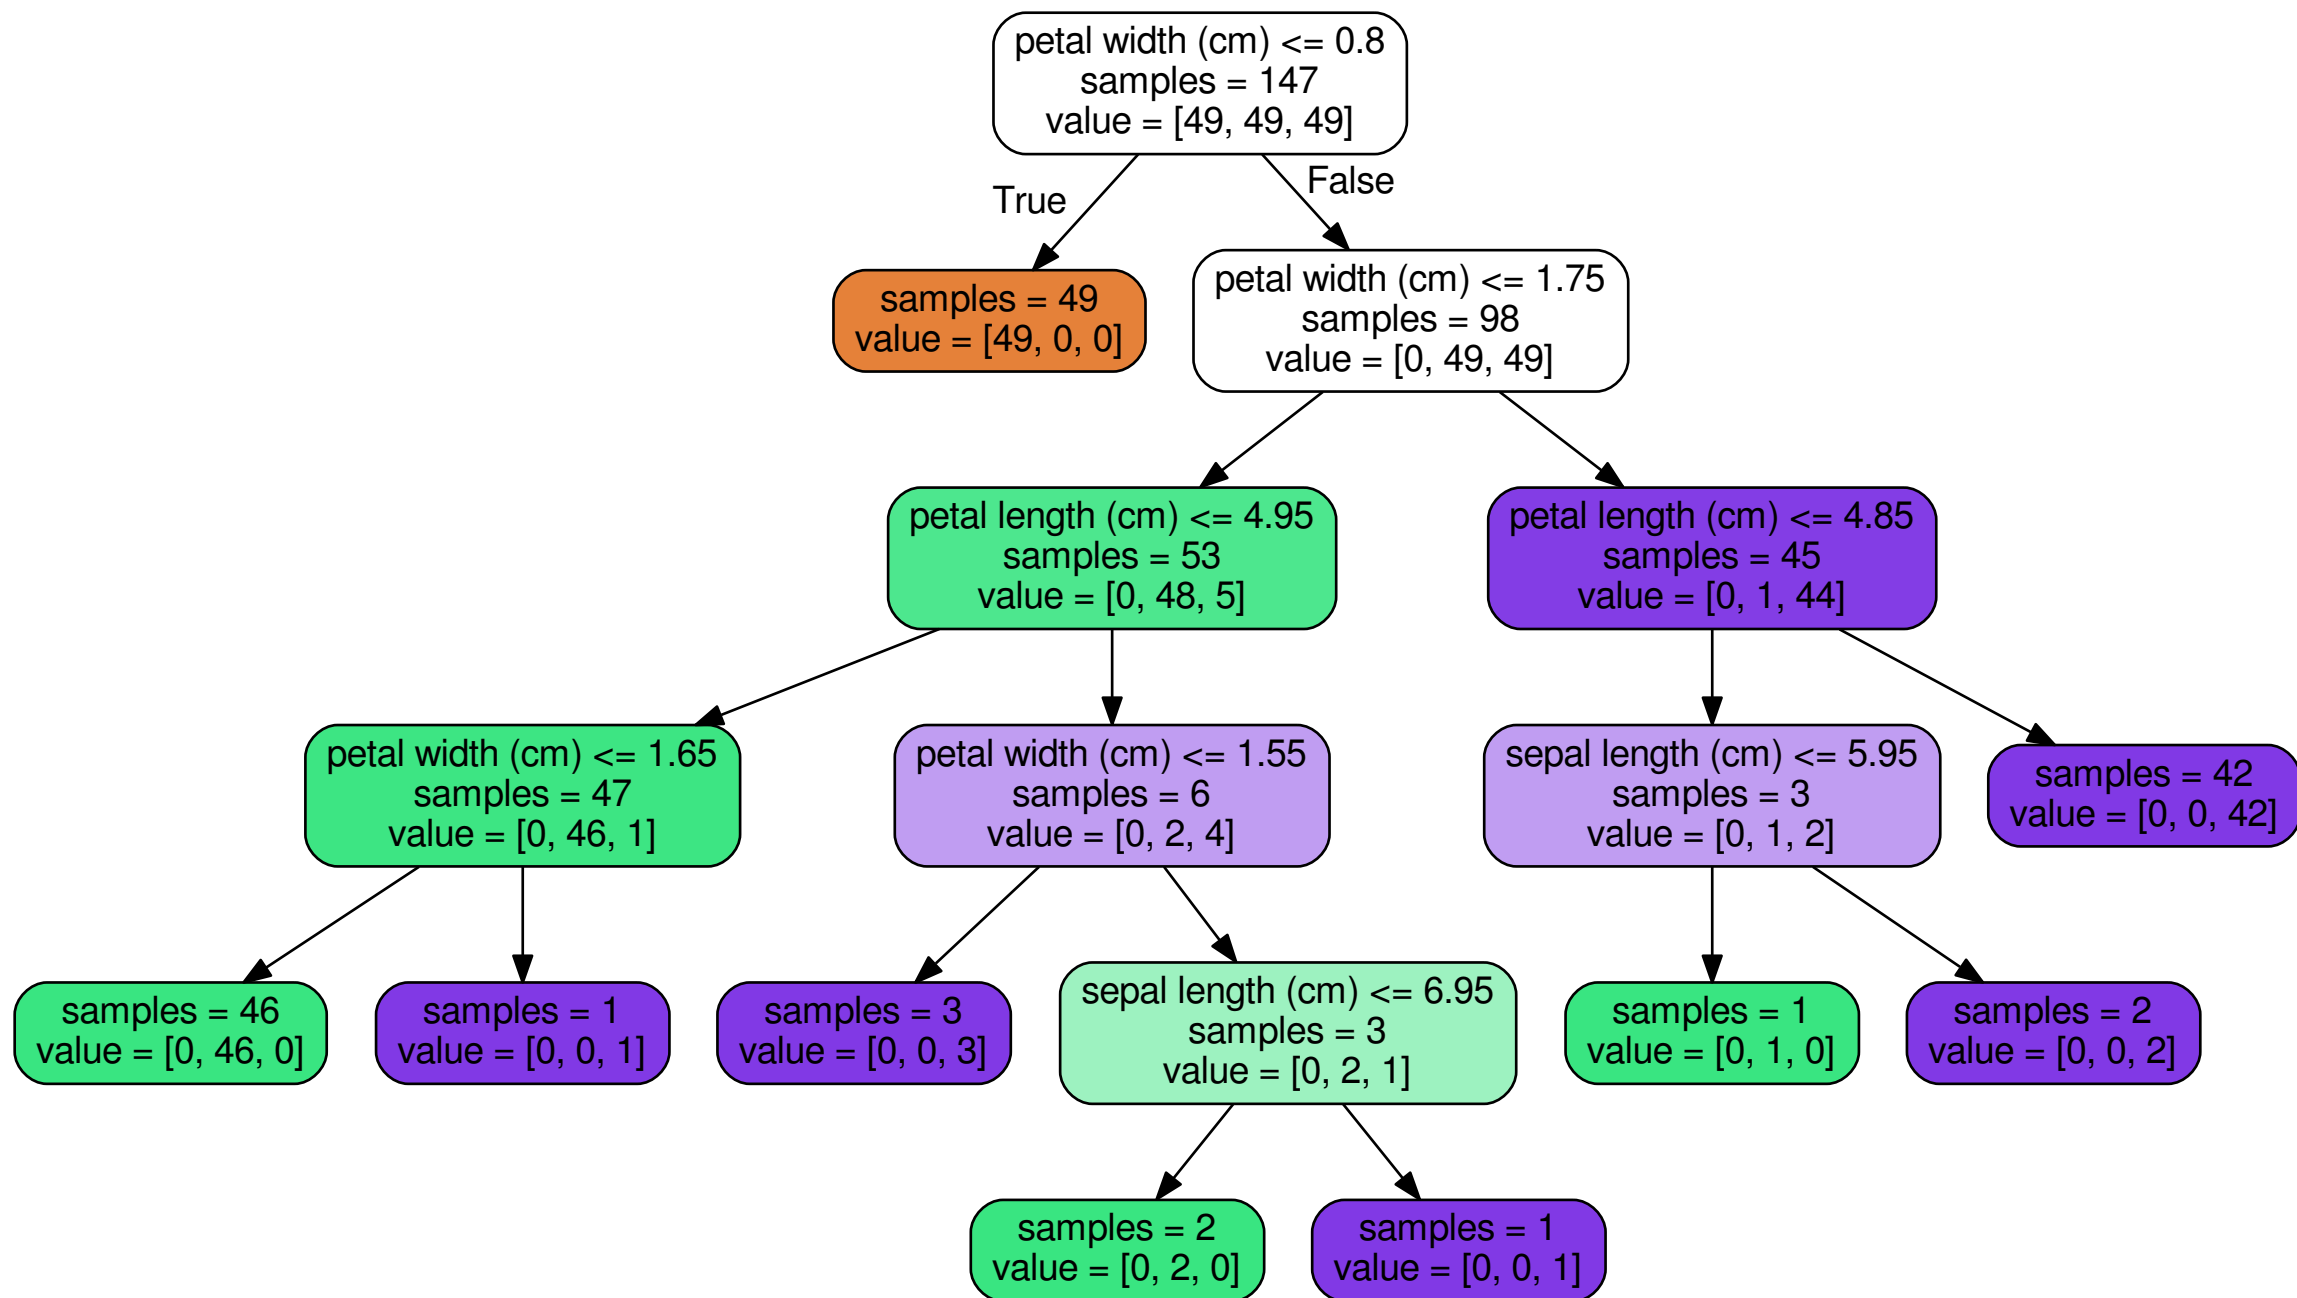 petal width (cm) <= 0.8
samples = 147
value = [49, 49, 49]
True
False
samples = 49
value = [49, 0, 0]
petal width (cm) <= 1.75
samples = 98
value = [0, 49, 49]
petal length (cm) <= 4.95
samples = 53
value = [0, 48, 5]
petal length (cm) <= 4.85
samples = 45
value = [0, 1, 44]
petal width (cm) <= 1.65
samples = 47
value = [0, 46, 1]
petal width (cm) <= 1.55
samples = 6
value = [0, 2, 4]
sepal length (cm) <= 5.95
samples = 3
value = [0, 1, 2]
samples = 42
value = [0, 0, 42]
samples = 46
value = [0, 46, 0]
samples = 1
value = [0, 0, 1]
samples = 3
value = [0, 0, 3]
sepal length (cm) <= 6.95
samples = 3
value = [0, 2, 1]
samples = 1
value = [0, 1, 0]
samples = 2
value = [0, 0, 2]
samples = 2
value = [0, 2, 0]
samples = 1
value = [0, 0, 1]